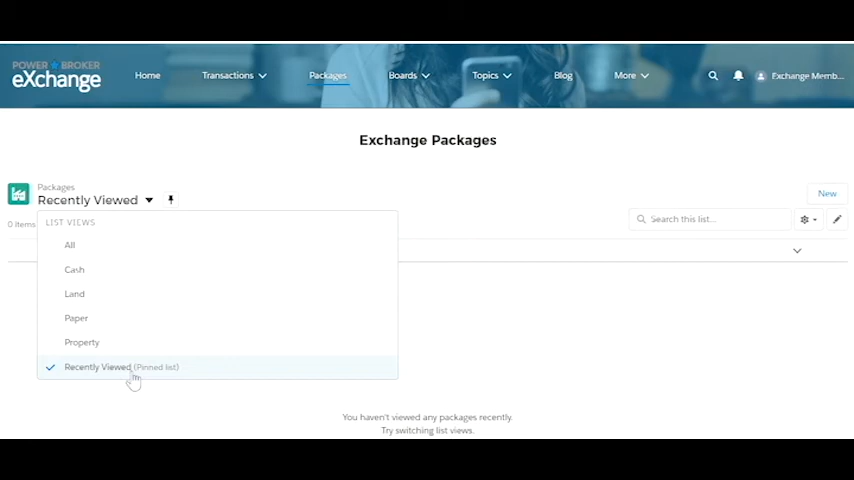 POWER BROKER
eXchange
Home
Transactions
Packages
Boards
Topics
Blog
More
Exchange Memb...
Exchange Packages
Packages
Recently Viewed
New
0 items
Search this list...
LIST VIEWS
All
Cash
Land
Paper
Property
Recently Viewed (Pinned list)
You haven't viewed any packages recently.
Try switching list views.